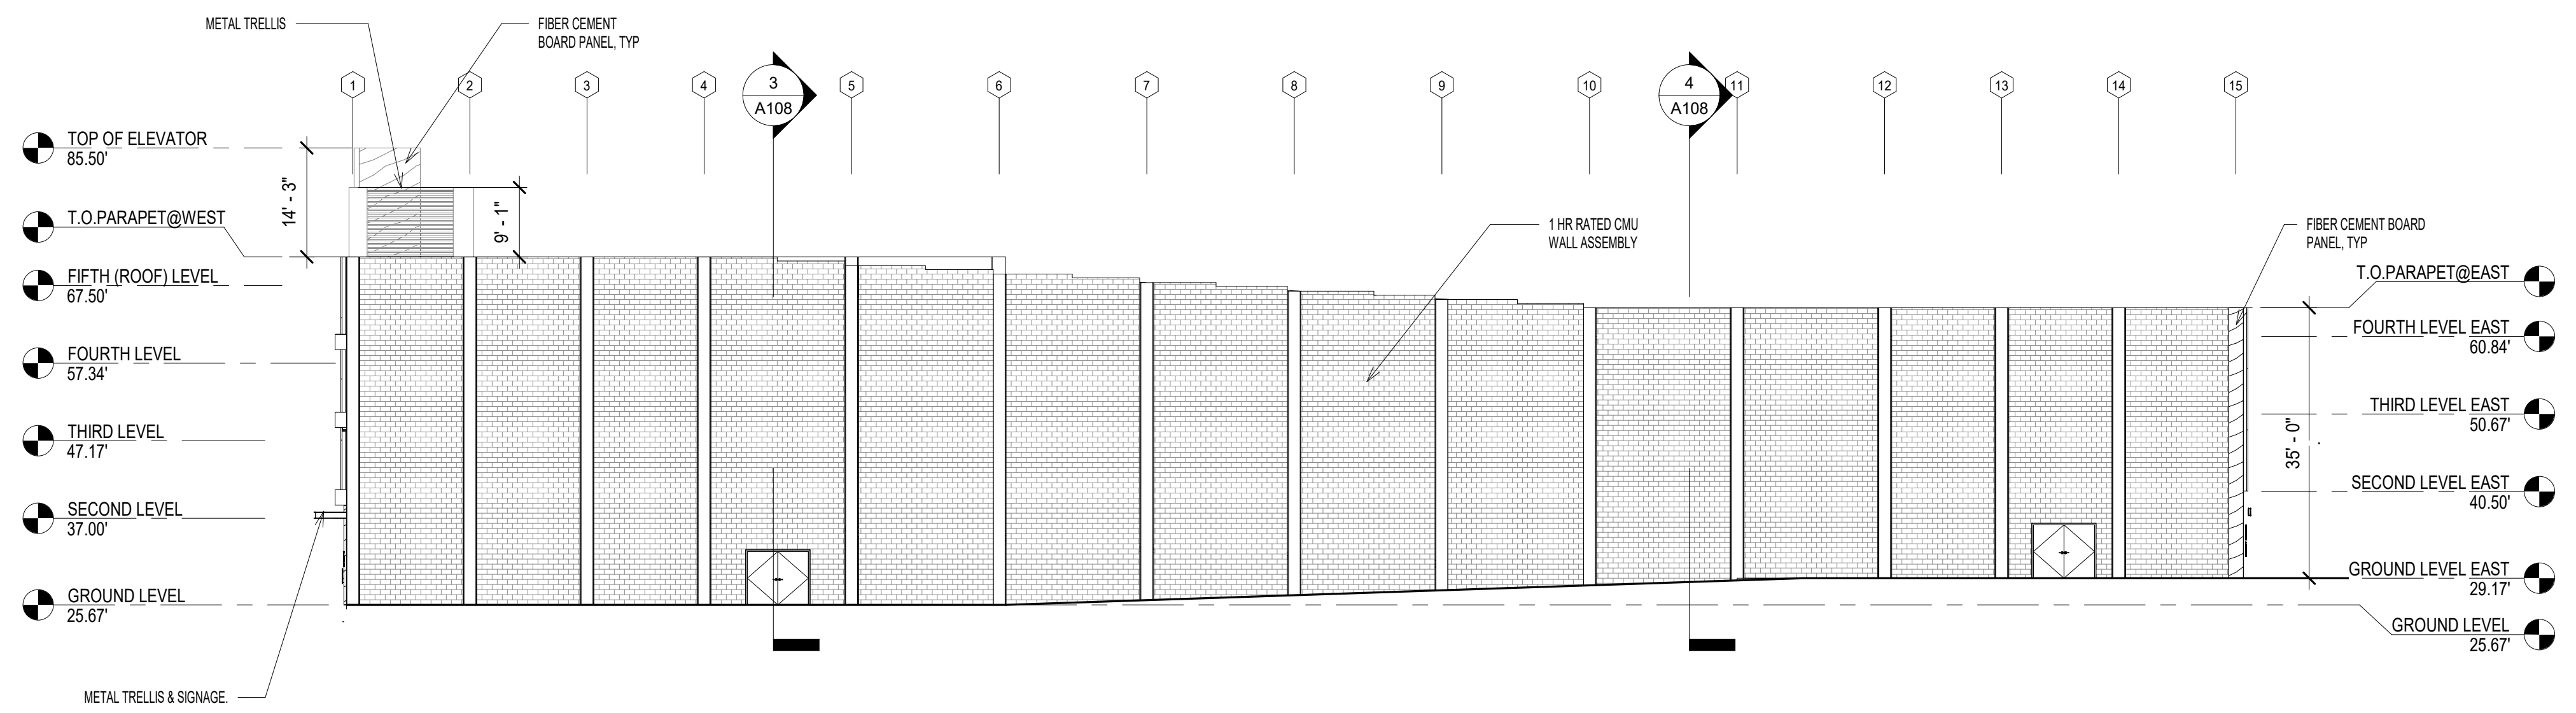 METAL TRELLIS
FIBER CEMENT
BOARD PANEL, TYP
1
2
3
4
3
A108
5
6
7
8
9
10
4
A108
11
12
13
14
15
TOP OF ELEVATOR
85.50'
14' - 3"
9' - 1"
T.O.PARAPET@WEST
FIFTH (ROOF) LEVEL
67.50'
FOURTH LEVEL
57.34'
THIRD LEVEL
47.17'
SECOND LEVEL
37.00'
GROUND LEVEL
25.67'
METAL TRELLIS & SIGNAGE.
1 HR RATED CMU
WALL ASSEMBLY
FIBER CEMENT BOARD
PANEL, TYP
T.O.PARAPET@EAST
FOURTH LEVEL EAST
60.84'
THIRD LEVEL EAST
50.67'
35' - 0"
SECOND LEVEL EAST
40.50'
GROUND LEVEL EAST
29.17'
GROUND LEVEL
25.67'